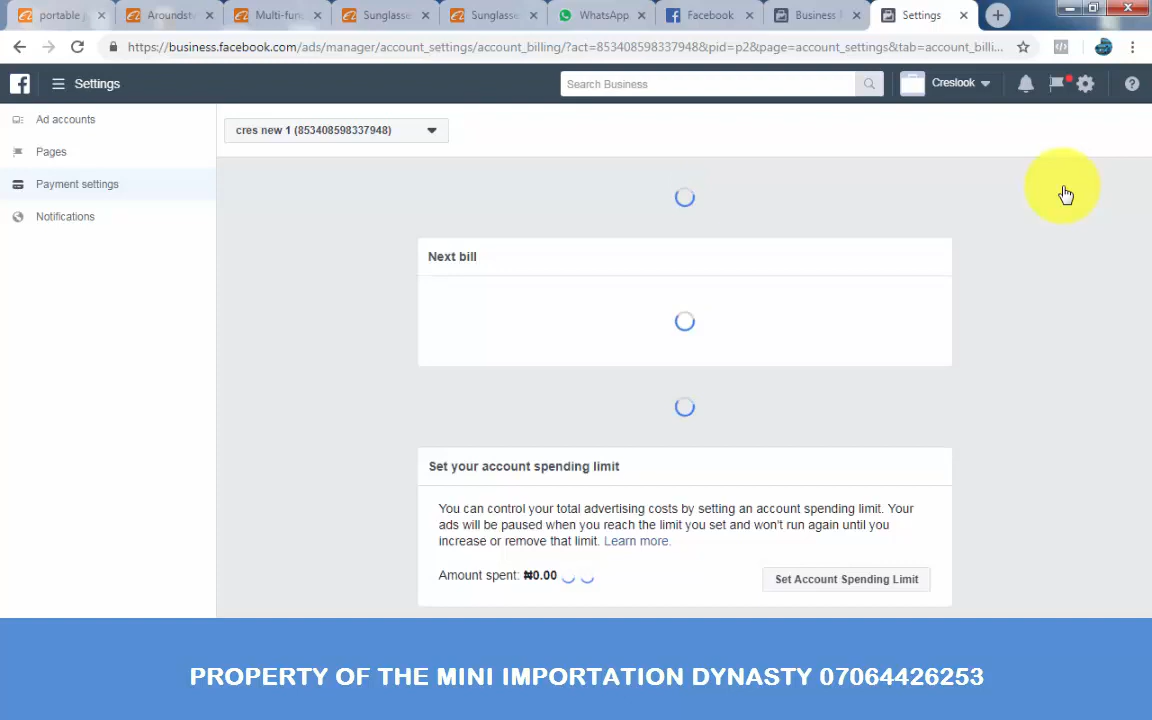 portable
Aroundst
Multi-fun
Sunglasse
Sunglasse
WhatsApp
Facebook
Business
Settings
https://business.facebook.com/ads/manager/account_settings/account_billing/?act=853408598337948&pid=p2&page=account_settings&tab=account_billi...
Settings
Search Business
Creslook
Ad accounts
Pages
Payment settings
Notifications
cres new 1 (853408598337948)
Next bill
Set your account spending limit
You can control your total advertising costs by setting an account spending limit. Your
ads will be paused when you reach the limit you set and won't run again until you
increase or remove that limit. Learn more.
Amount spent: ₦0.00
Set Account Spending Limit
PROPERTY OF THE MINI IMPORTATION DYNASTY 07064426253